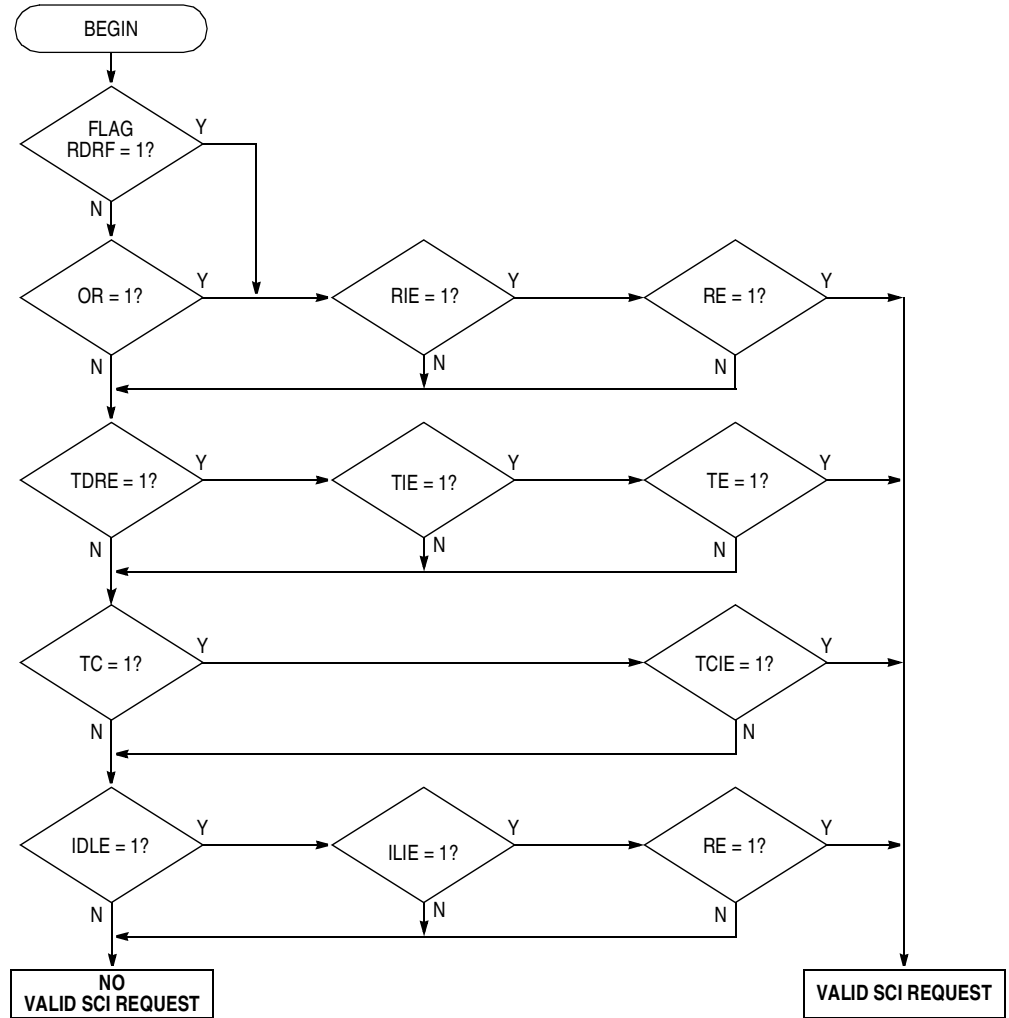 BEGIN
FLAG
RDRF = 1?
Y
N
OR = 1?
Y
RIE = 1?
Y
RE = 1?
Y
N
N
N
TDRE = 1?
Y
TIE = 1?
Y
TE = 1?
Y
N
N
N
TC = 1?
Y
TCIE = 1?
Y
N
N
IDLE = 1?
Y
ILIE = 1?
Y
RE = 1?
Y
N
N
N
NO
VALID SCI REQUEST
VALID SCI REQUEST